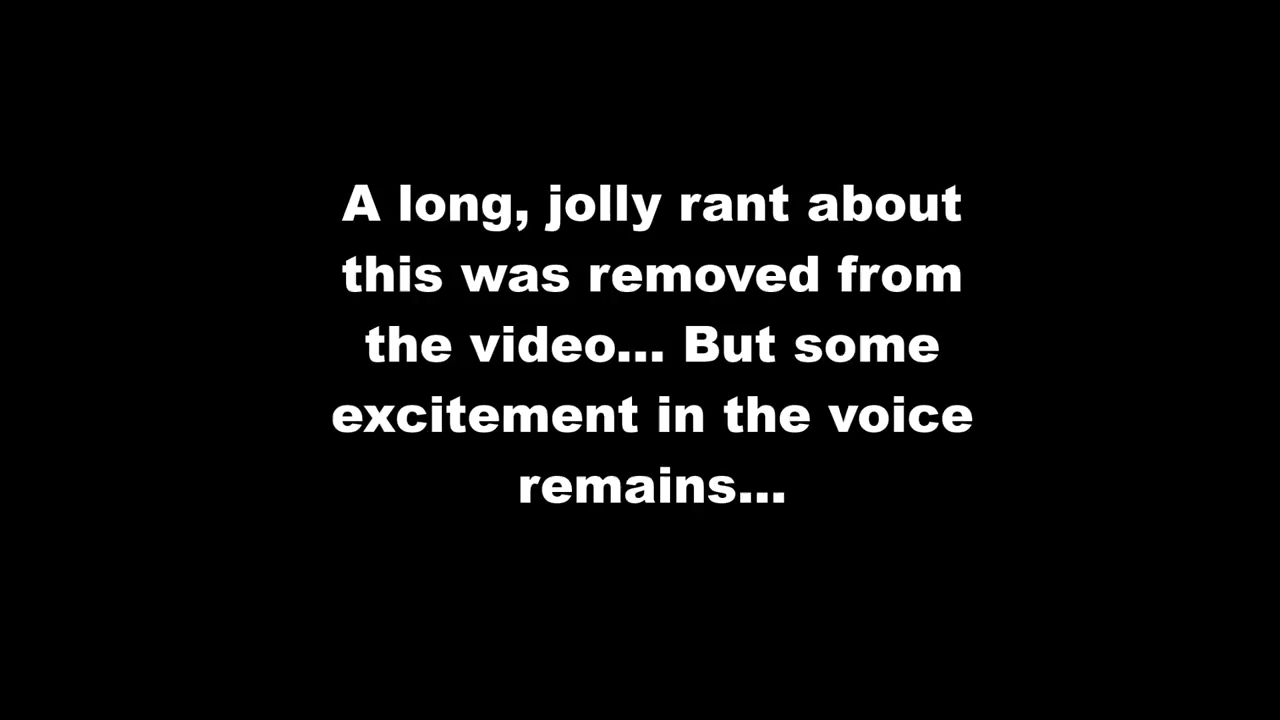 A long, jolly rant about
this was removed from
the video... But some
excitement in the voice
remains...